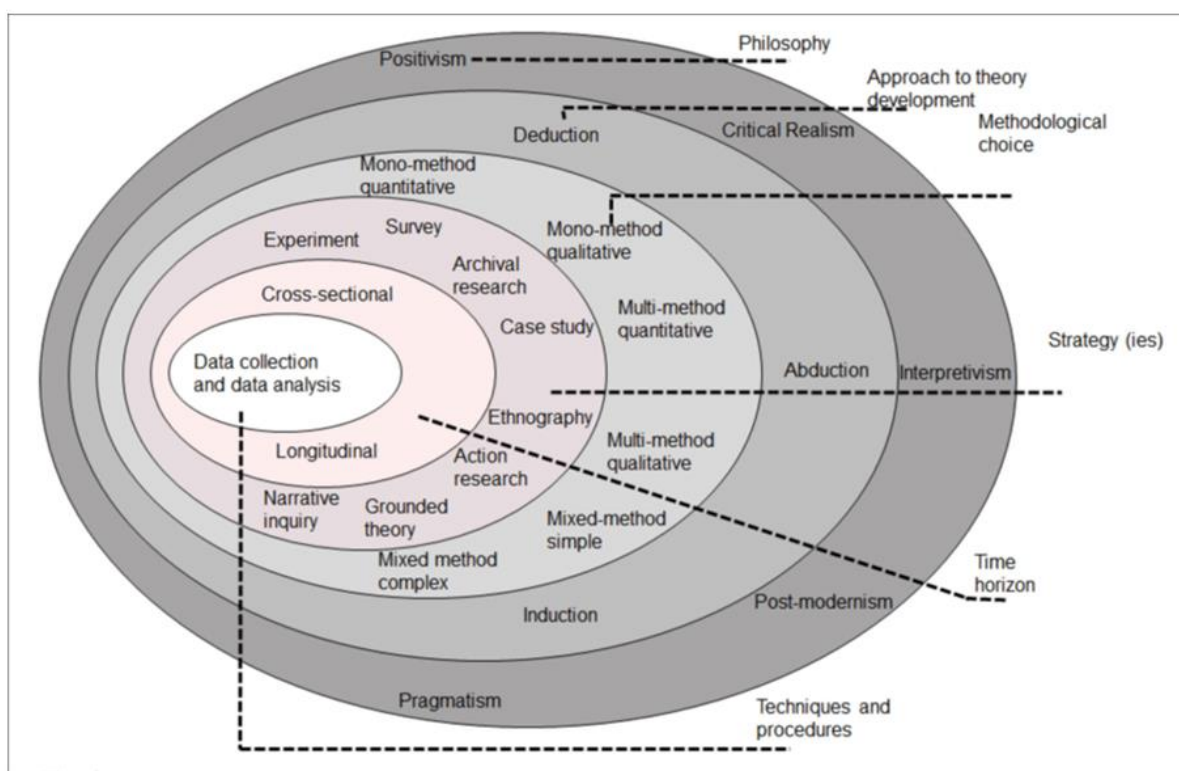 Philosophy
Positivism
Approach to theory
development
Deduction
Critical Realism
Methodological
choice
Mono-method
quantitative
Survey
Experiment
Mono-method
qualitative
Archival
research
Cross-sectional
Multi-method
quantitative
Case study
Strategy (ies)
Data collection
and data analysis
Abduction
Interpretivism
Ethnography
Multi-method
qualitative
Longitudinal
Action
research
Narrative
inquiry
Grounded
theory
Mixed-method
simple
Mixed method
complex
Time
horizon
Post-modernism
Induction
Pragmatism
Techniques and
procedures